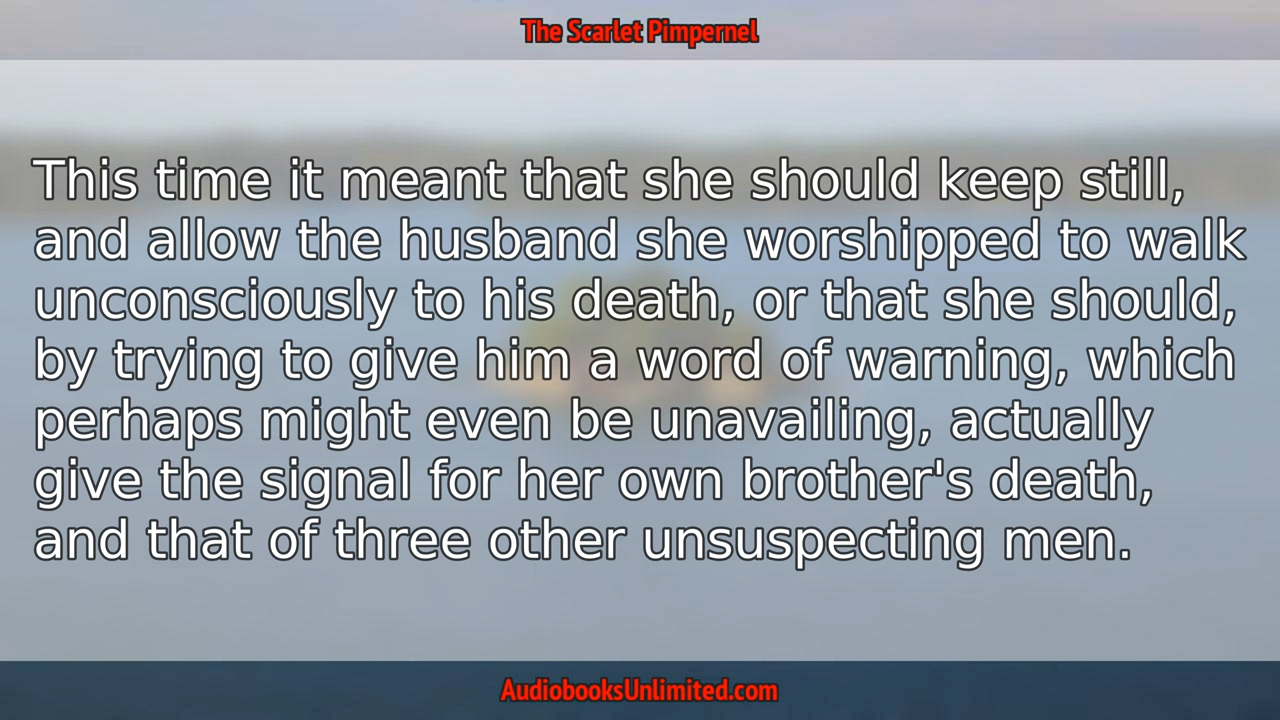 The Scarlet Pimpernel
This time it meant that she should keep still,
and allow the husband she worshipped to walk
unconsciously to his death, or that she should,
by trying to give him a word of warning, which
perhaps might even be unavailing, actually
give the signal for her own brother's death,
and that of three other unsuspecting men.
AudiobooksUnlimited.com